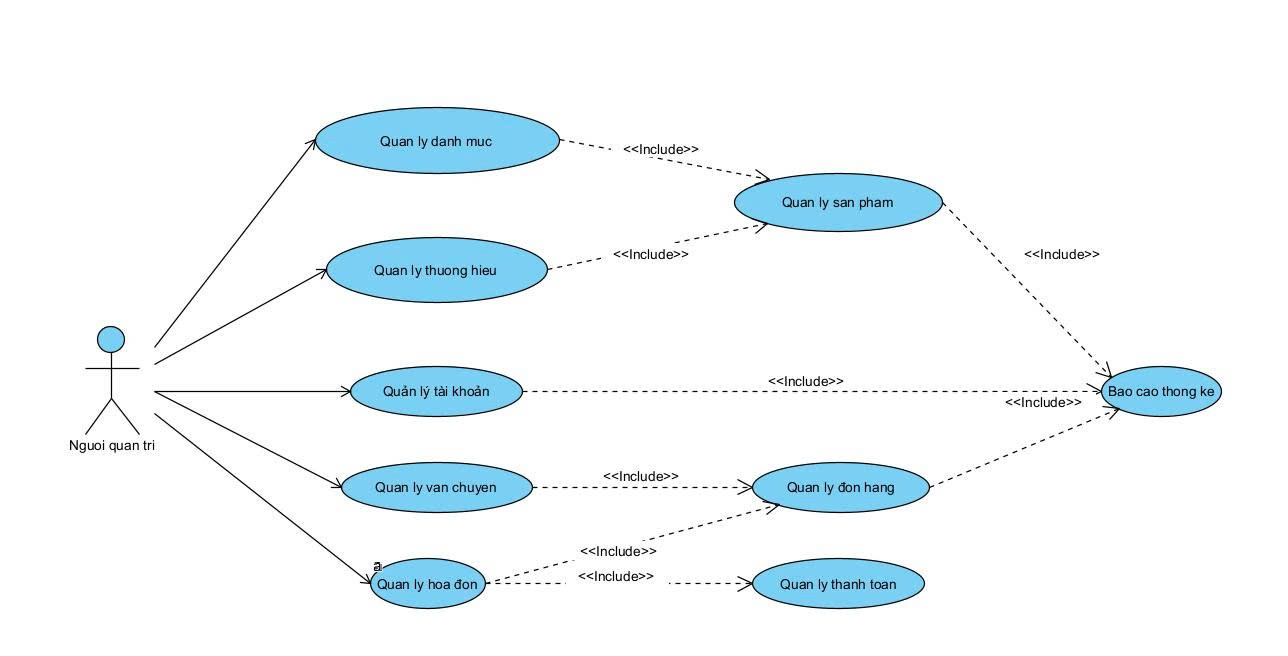 Quan ly danh muc
<<Include>>
Quan ly san pham
<<Include>>
<<Include>>
Quan ly thuong hieu
Nguoi quan tri
Quản lý tài khoản
<<Include>>
Bao cao thong ke
<<Include>>
Quan ly van chuyen
<<Include>>
Quan ly đon hang
<<Include>>
<<Include>>
Quan ly hoa đon
Quan ly thanh toan